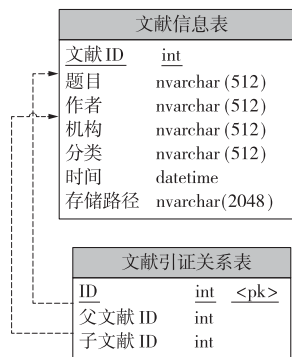 文献信息表
文献ID int
题目 nvarchar(512)
作者 nvarchar(512)
机构 nvarchar(512)
分类 nvarchar(512)
时间 datetime
存储路径 nvarchar(2048)
文献引证关系表
ID int <pk>
父文献ID int
子文献ID int